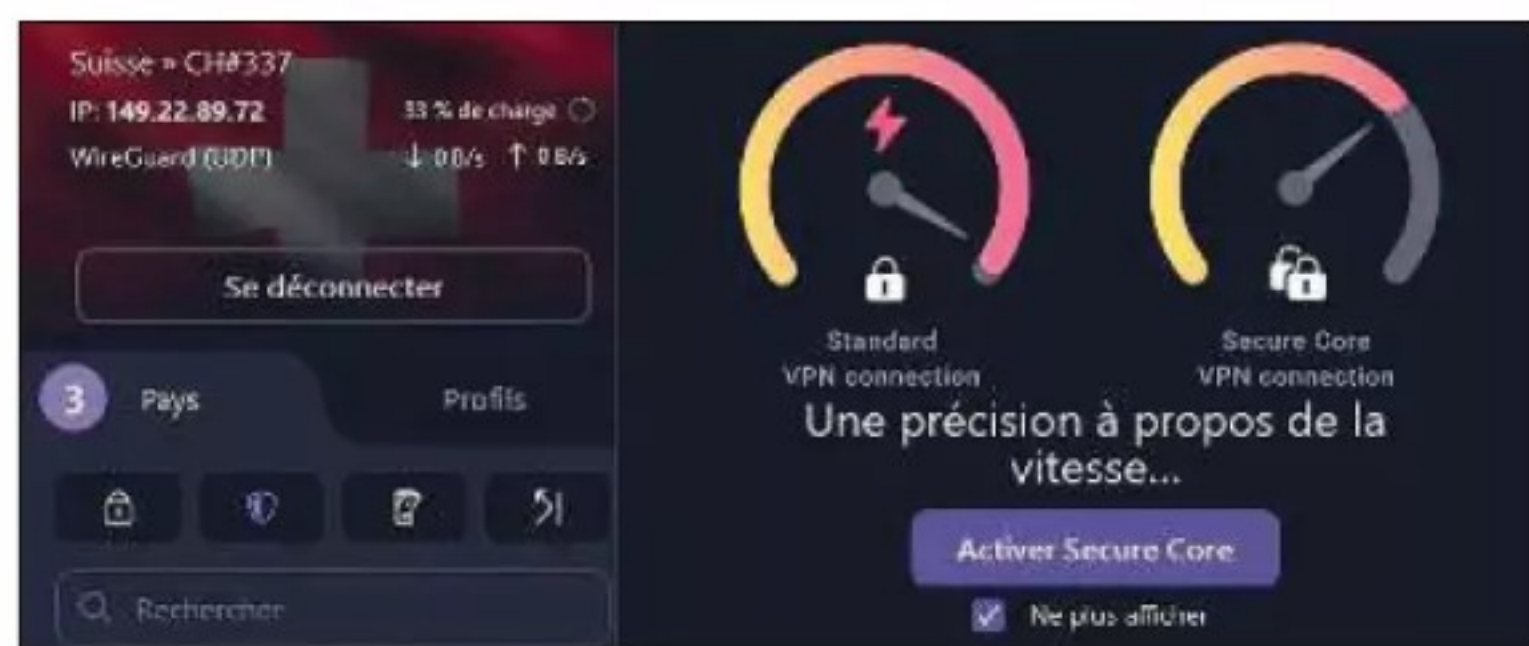 Suisse » CH#337
IP: 149.22.89.72
33 % de charge
WireGuard (UDP)
↓ 0 B/s ↑ 0 B/s
Se déconnecter
3
Pays
Profils
Rechercher
Standard
VPN connection
Secure Core
VPN connection
Une précision à propos de la
vitesse...
Activer Secure Core
Ne plus afficher